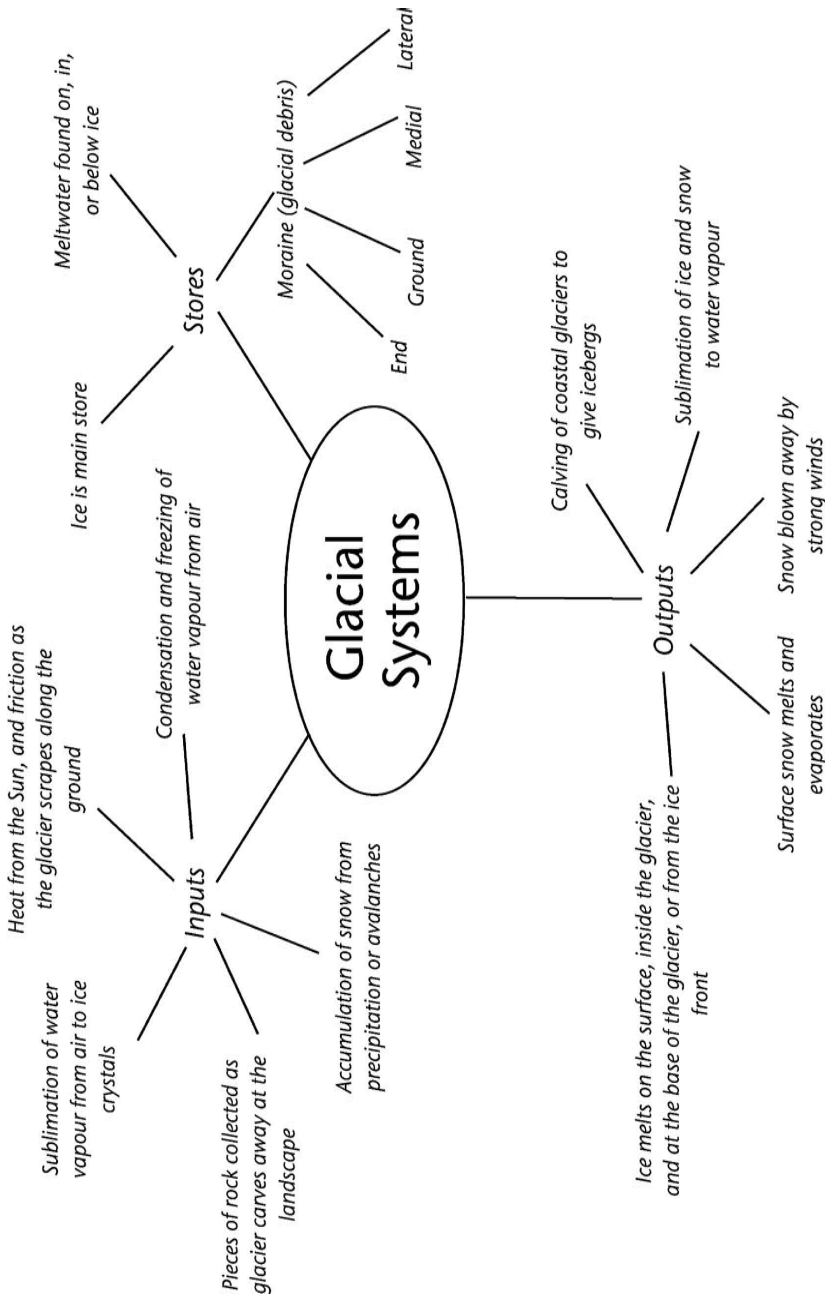 Glacial
Systems
Inputs
Sublimation of water
vapour from air to ice
crystals
Heat from the Sun, and friction as
the glacier scrapes along the
ground
Condensation and freezing of
water vapour from air
Pieces of rock collected as
glacier carves away at the
landscape
Accumulation of snow from
precipitation or avalanches
Stores
Ice is main store
Meltwater found on, in,
or below ice
Moraine (glacial debris)
End
Ground
Medial
Lateral
Outputs
Ice melts on the surface, inside the glacier,
and at the base of the glacier, or from the ice
front
Surface snow melts and
evaporates
Snow blown away by
strong winds
Sublimation of ice and snow
to water vapour
Calving of coastal glaciers to
give icebergs